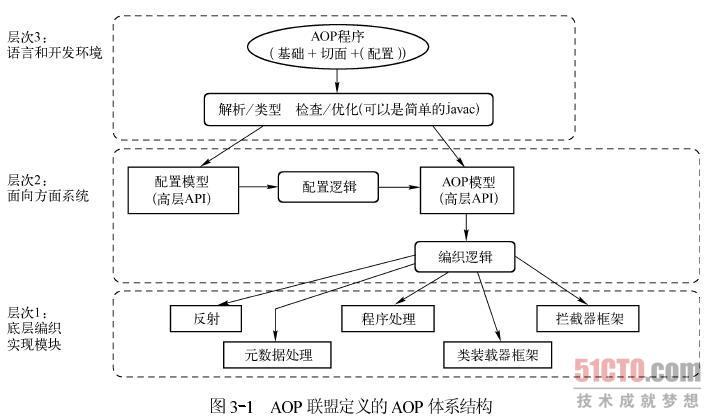 层次3:
语言和开发环境
AOP程序
(基础+切面+(配置))
解析/类型 检查/优化(可以是简单的javac)
层次2:
面向方面系统
配置模型
(高层API)
配置逻辑
AOP模型
(高层API)
编织逻辑
层次1:
底层编织
实现模块
反射
程序处理
拦截器框架
元数据处理
类装载器框架
51CTO.com
技术成就梦想
图 3-1 AOP 联盟定义的 AOP 体系结构